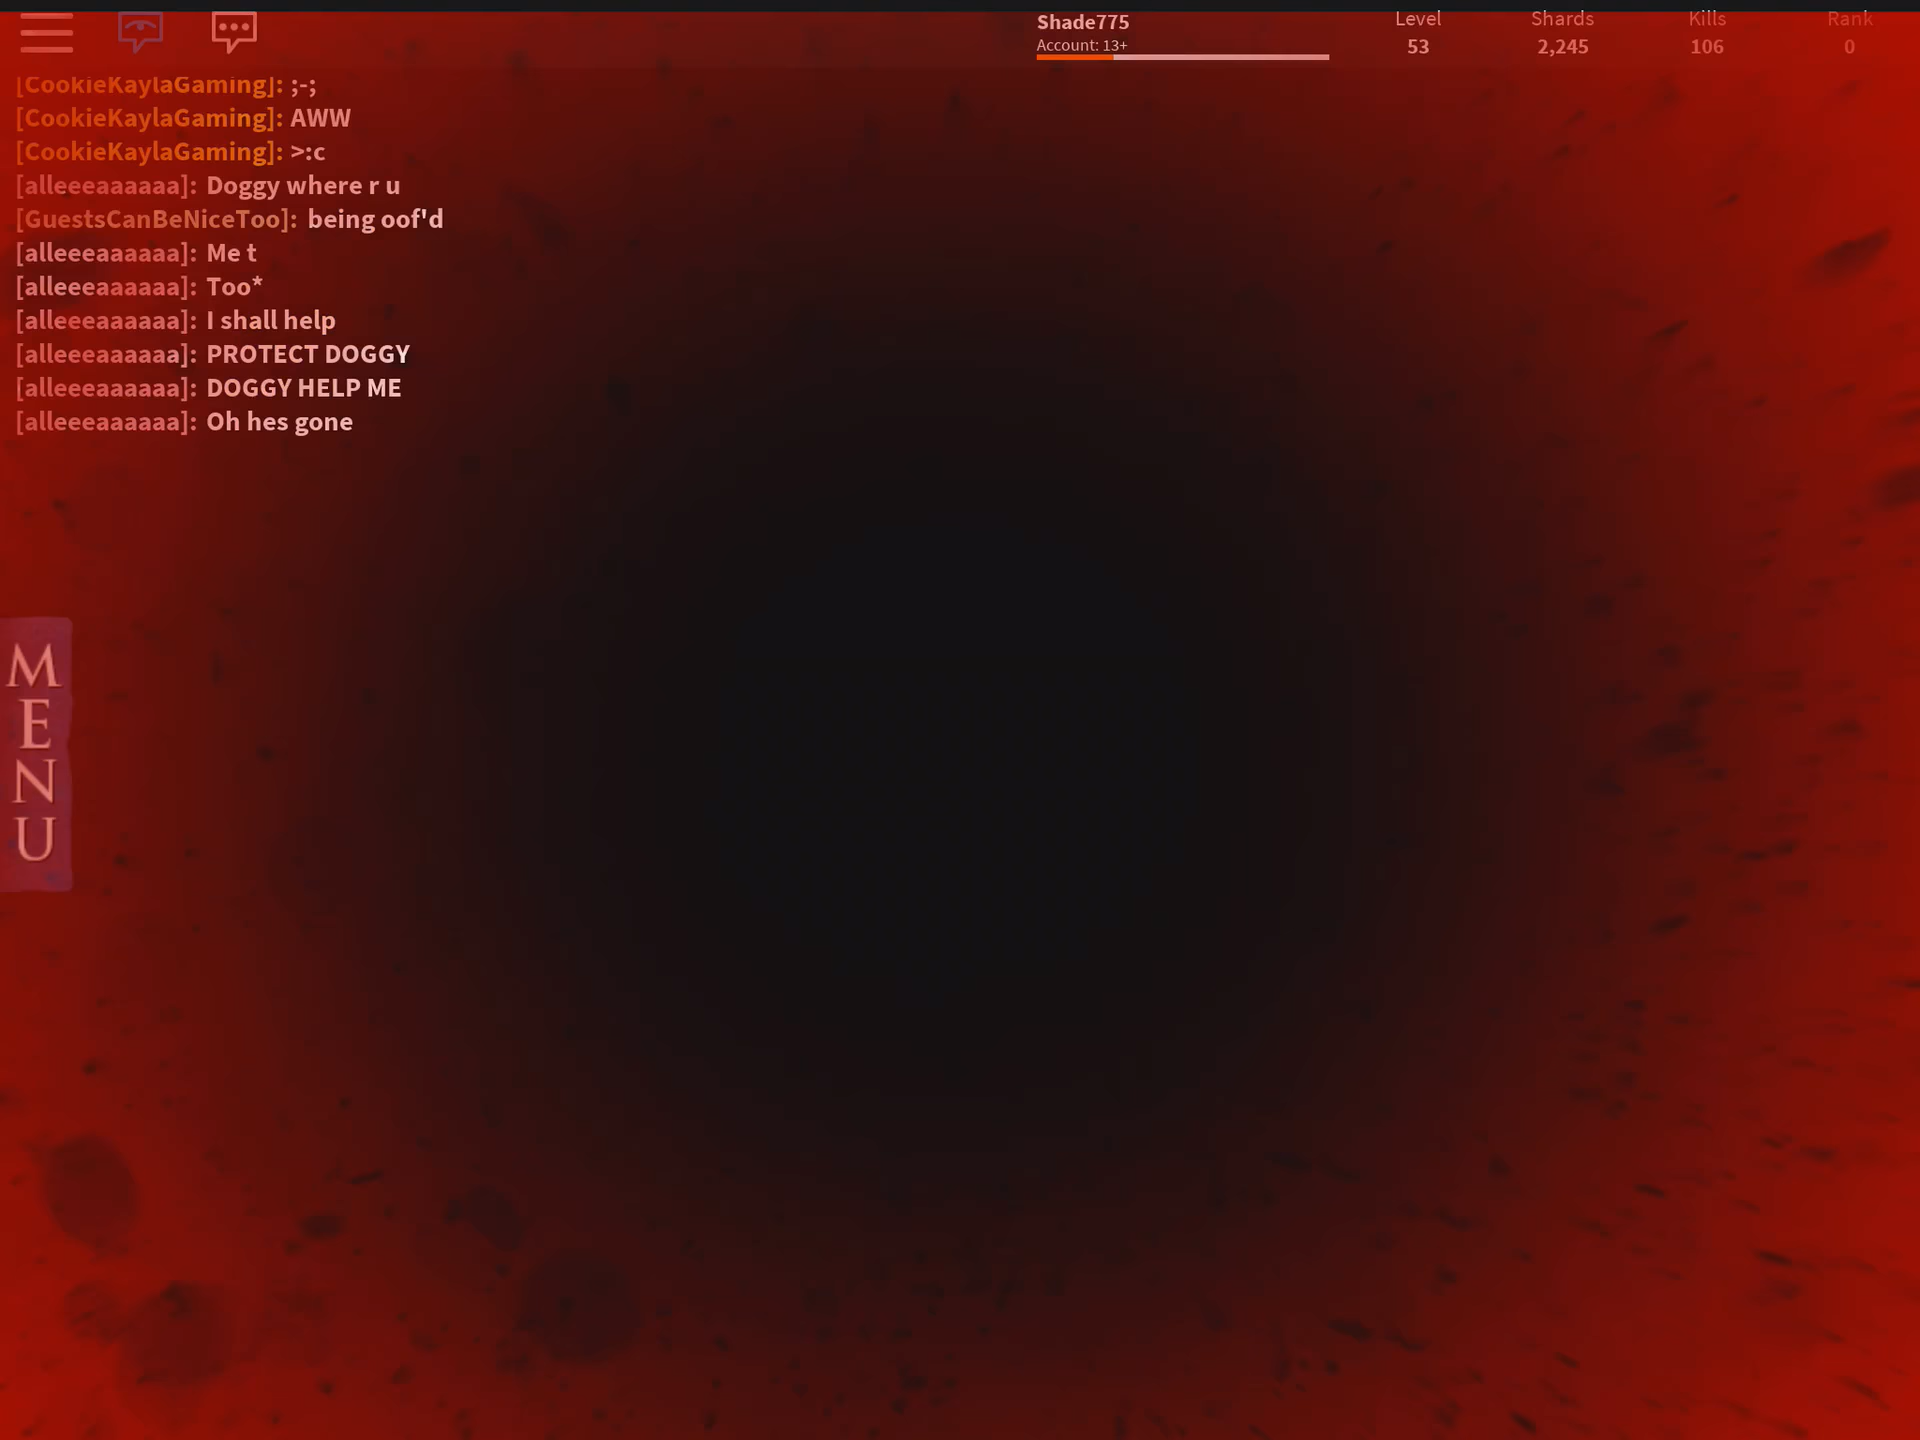 Shade775
Account: 13+
Level
53
Shards
2,245
Kills
106
Rank
0
[CookieKaylaGaming]: ;-;
[CookieKaylaGaming]: AWW
[CookieKaylaGaming]: >:c
[alleeeaaaaaa]: Doggy where r u
[GuestsCanBeNiceToo]: being oof'd
[alleeeaaaaaa]: Me t
[alleeeaaaaaa]: Too*
[alleeeaaaaaa]: I shall help
[alleeeaaaaaa]: PROTECT DOGGY
[alleeeaaaaaa]: DOGGY HELP ME
[alleeeaaaaaa]: Oh hes gone
MENU